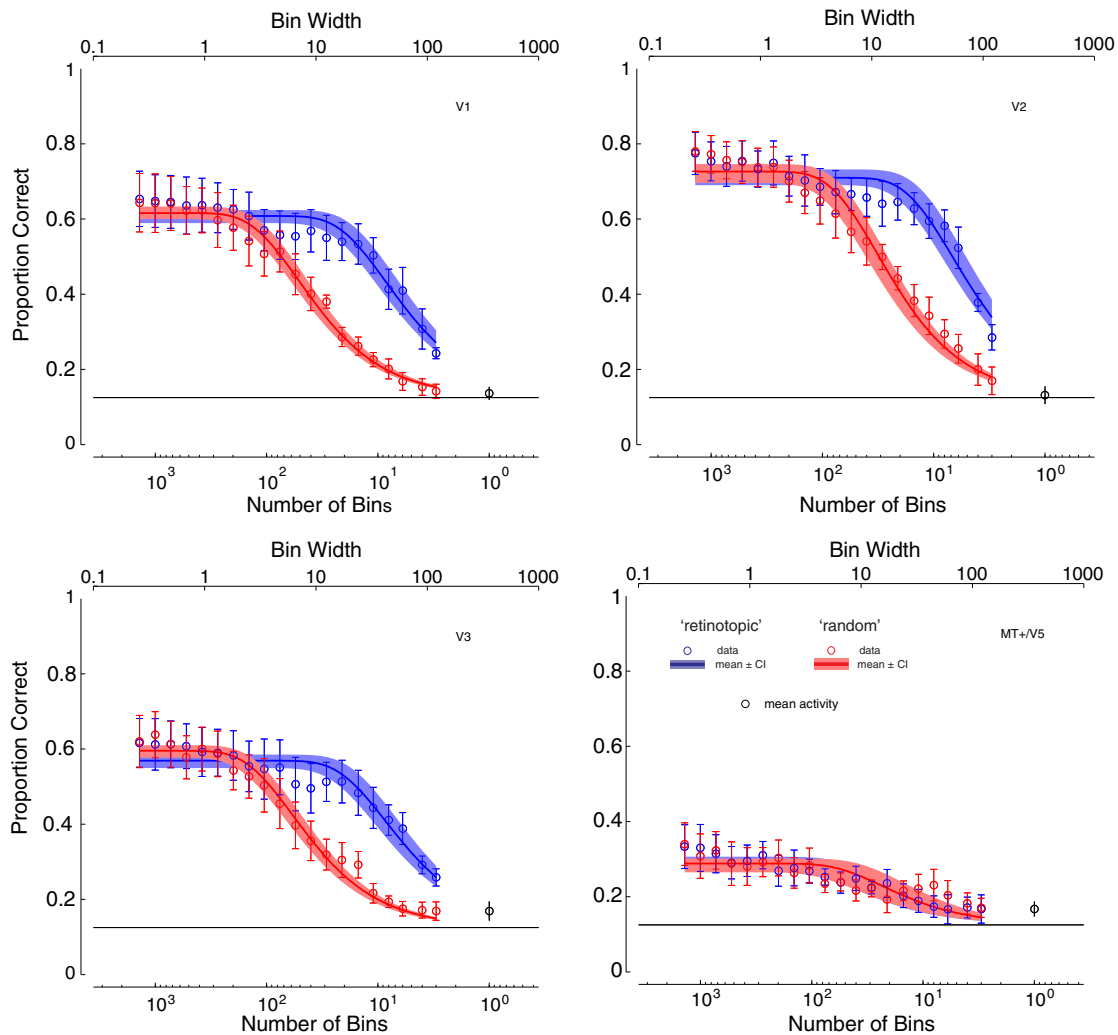 Bin Width
0.1 1 10 100 1000
1
0.8
0.6
0.4
0.2
0
Proportion Correct
V1
10³ 10² 10¹ 10⁰
Number of Bins
Bin Width
0.1 1 10 100 1000
1
0.8
0.6
0.4
0.2
0
V2
10³ 10² 10¹ 10⁰
Number of Bins
Bin Width
0.1 1 10 100 1000
1
0.8
0.6
0.4
0.2
0
Proportion Correct
V3
10³ 10² 10¹ 10⁰
Number of Bins
Bin Width
0.1 1 10 100 1000
1
0.8
0.6
0.4
0.2
0
'retinotopic' 'random'
MT+/V5
data data
mean ± CI mean ± CI
mean activity
10³ 10² 10¹ 10⁰
Number of Bins